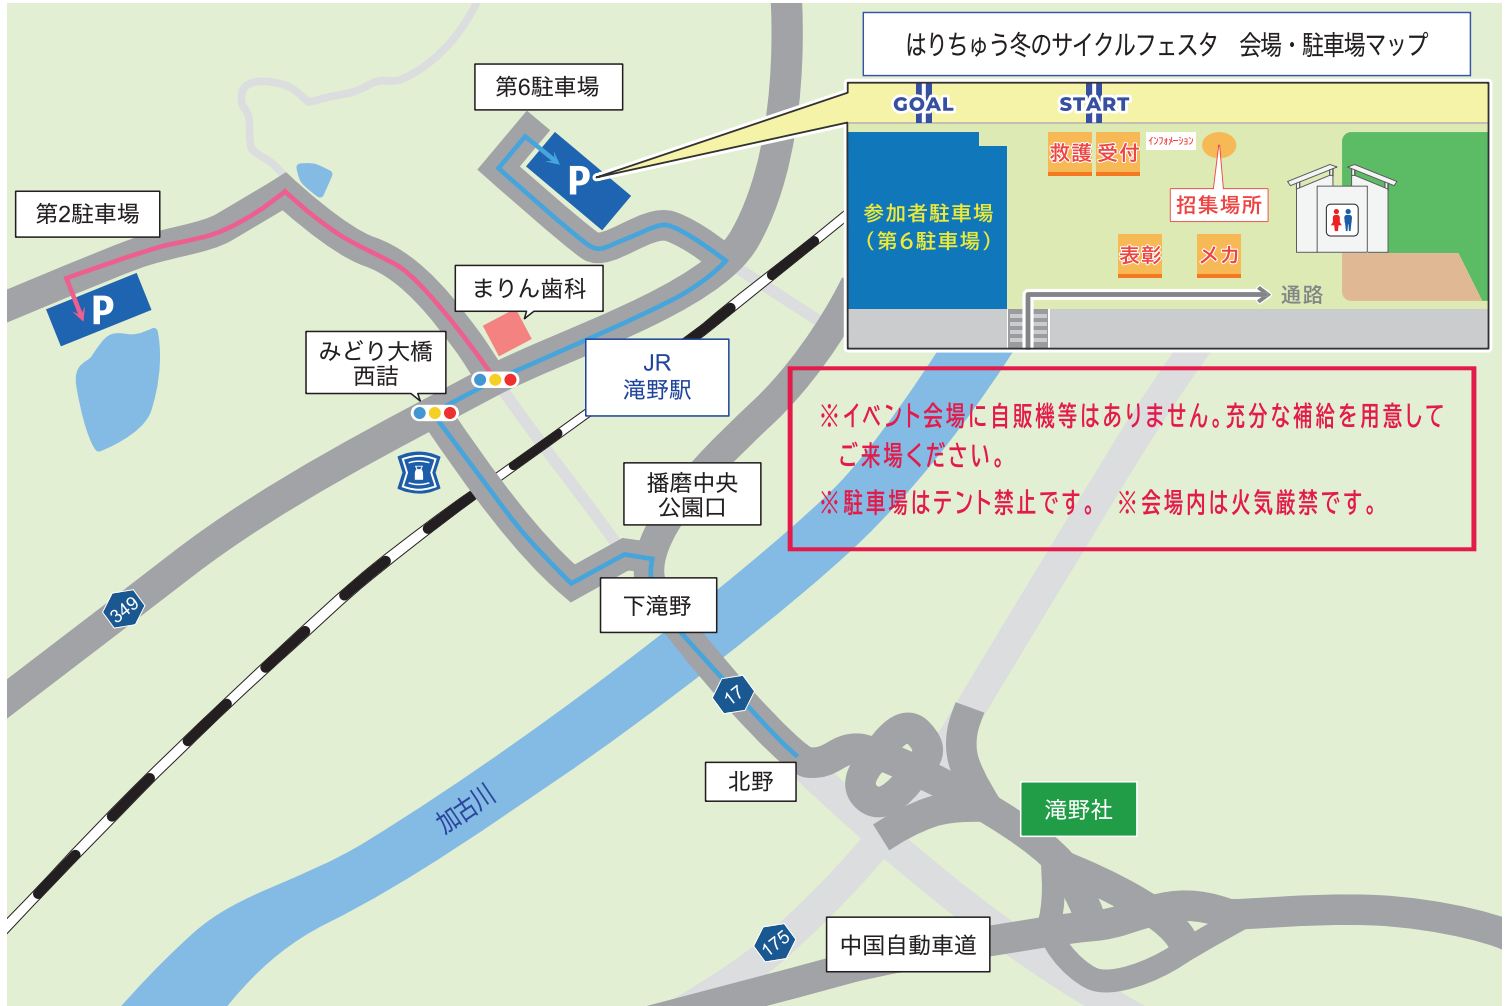 はりちゅう冬のサイクルフェスタ　会場・駐車場マップ
GOAL
START
救護
受付
インフォメーション
招集場所
参加者駐車場
（第６駐車場）
表彰
メカ
通路
第6駐車場
P
第2駐車場
P
まりん歯科
みどり大橋
西詰
JR
滝野駅
※イベント会場に自販機等はありません。充分な補給を用意して
ご来場ください。
※駐車場はテント禁止です。　※会場内は火気厳禁です。
播磨中央
公園口
下滝野
349
17
北野
加古川
滝野社
175
中国自動車道